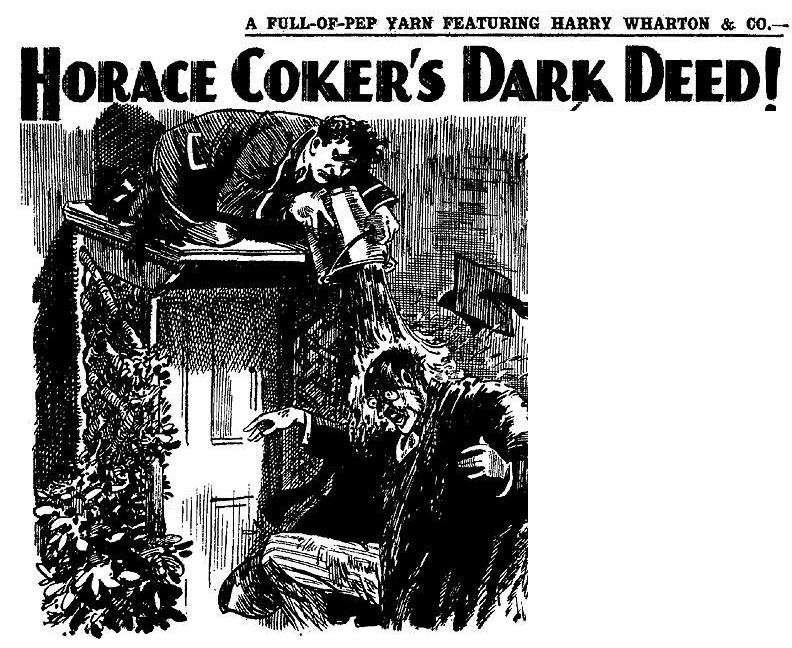 A FULL-OF-PEP YARN FEATURING HARRY WHARTON & CO.—
HORACE COKER'S DARK DEED!